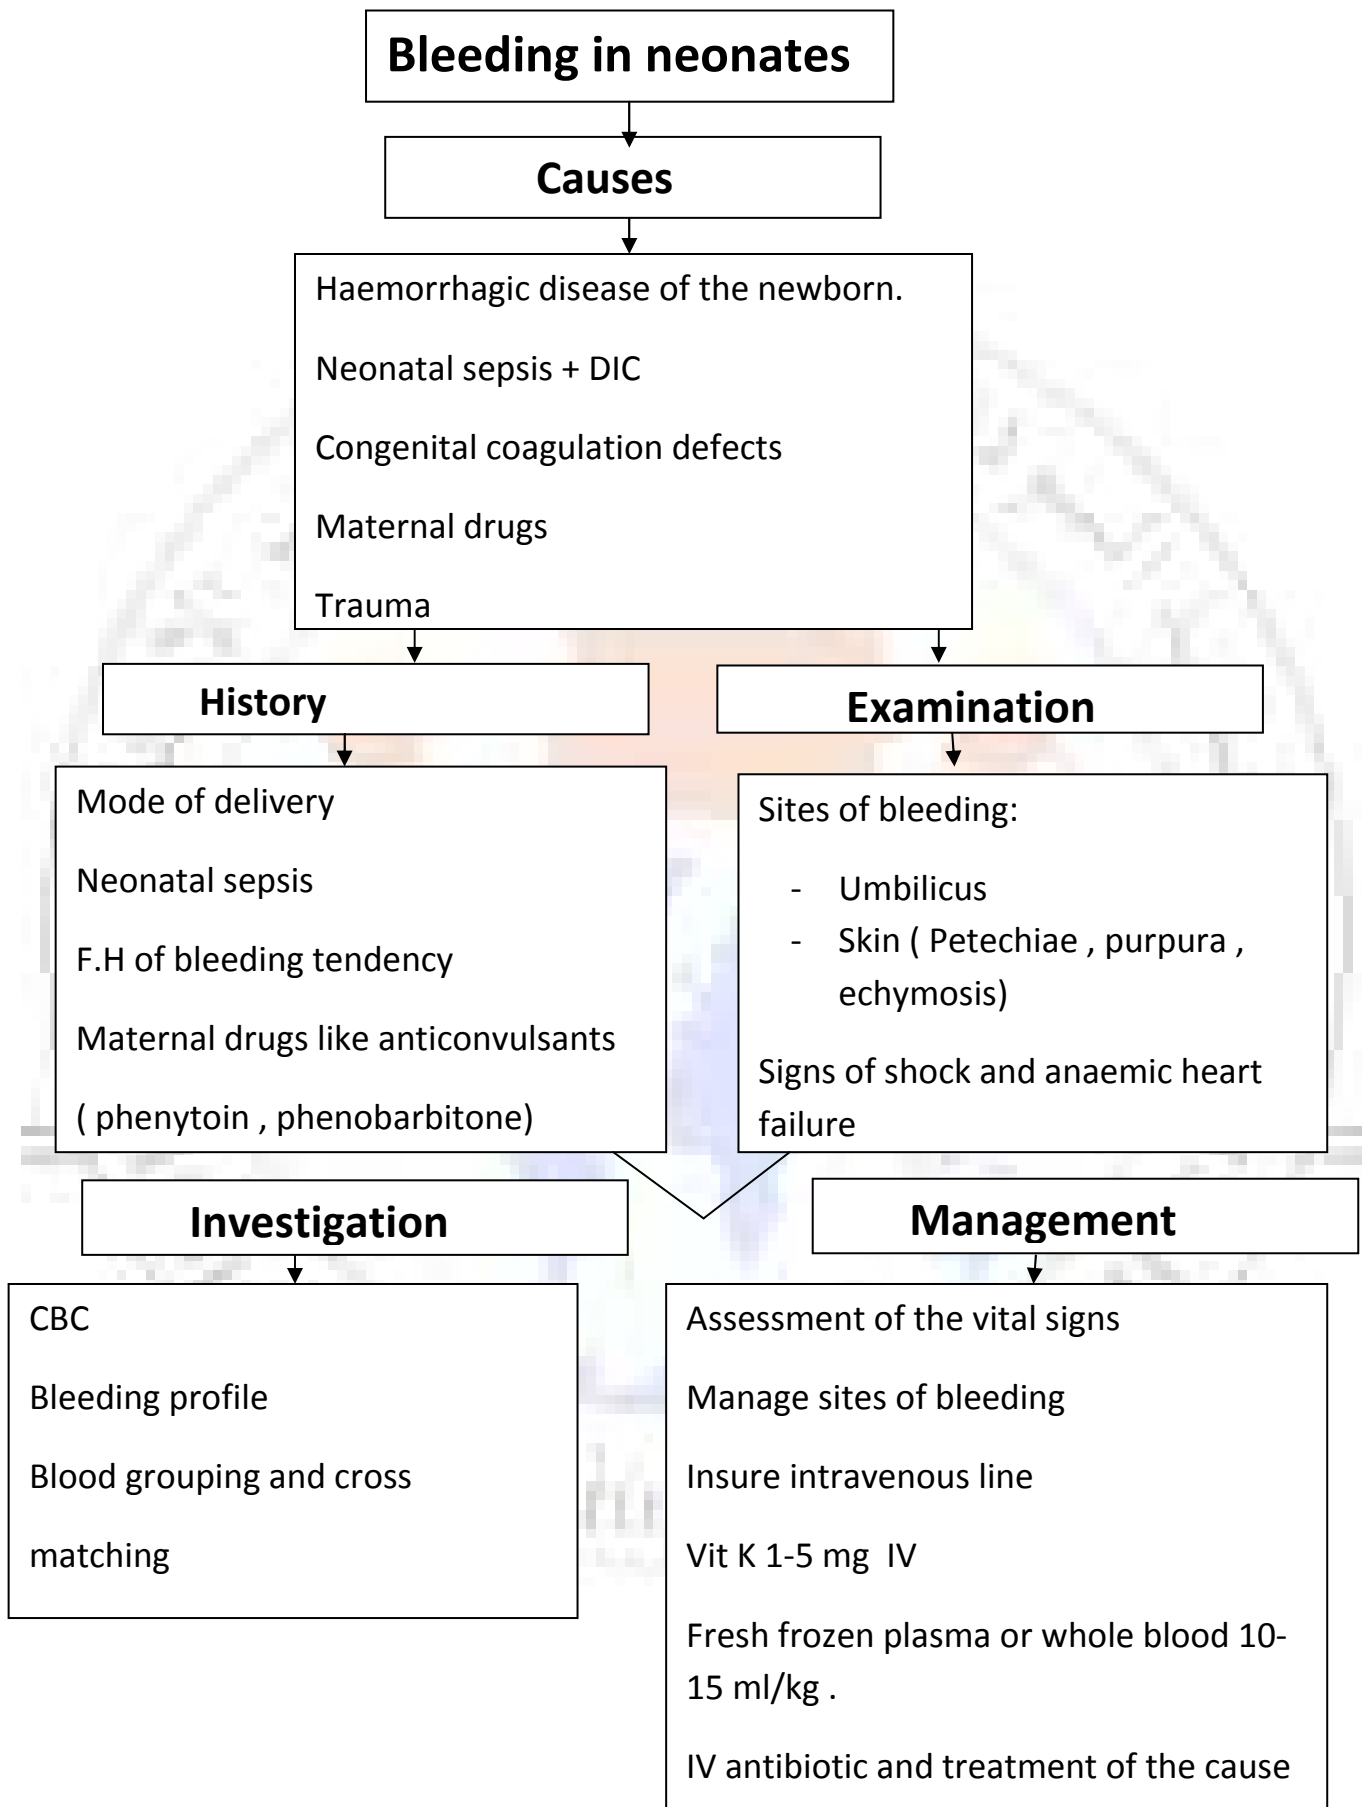 Bleeding in neonates
Causes
Haemorrhagic disease of the newborn.
Neonatal sepsis + DIC
Congenital coagulation defects
Maternal drugs
Trauma
History
Mode of delivery
Neonatal sepsis
F.H of bleeding tendency
Maternal drugs like anticonvulsants
( phenytoin , phenobarbitone)
Examination
Sites of bleeding:
- Umbilicus
- Skin ( Petechiae , purpura ,
echymosis)
Signs of shock and anaemic heart
failure
Investigation
CBC
Bleeding profile
Blood grouping and cross
matching
Management
Assessment of the vital signs
Manage sites of bleeding
Insure intravenous line
Vit K 1-5 mg IV
Fresh frozen plasma or whole blood 10-
15 ml/kg .
IV antibiotic and treatment of the cause